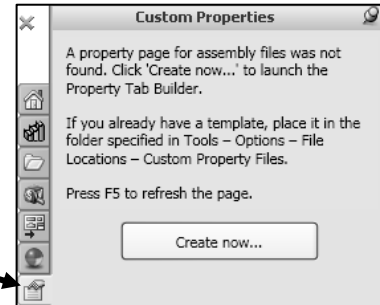 Custom Properties
A property page for assembly files was not
found. Click 'Create now...' to launch the
Property Tab Builder.
If you already have a template, place it in the
folder specified in Tools – Options – File
Locations – Custom Property Files.
Press F5 to refresh the page.
Create now...